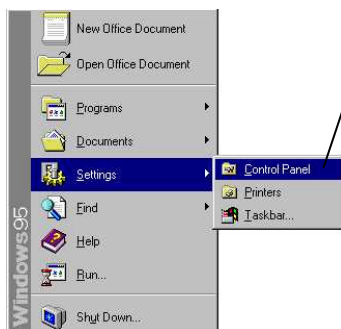 New Office Document
Open Office Document
Programs
Documents
Settings
Find
Help
Run...
Shut Down...
Control Panel
Printers
Taskbar...
Windows95